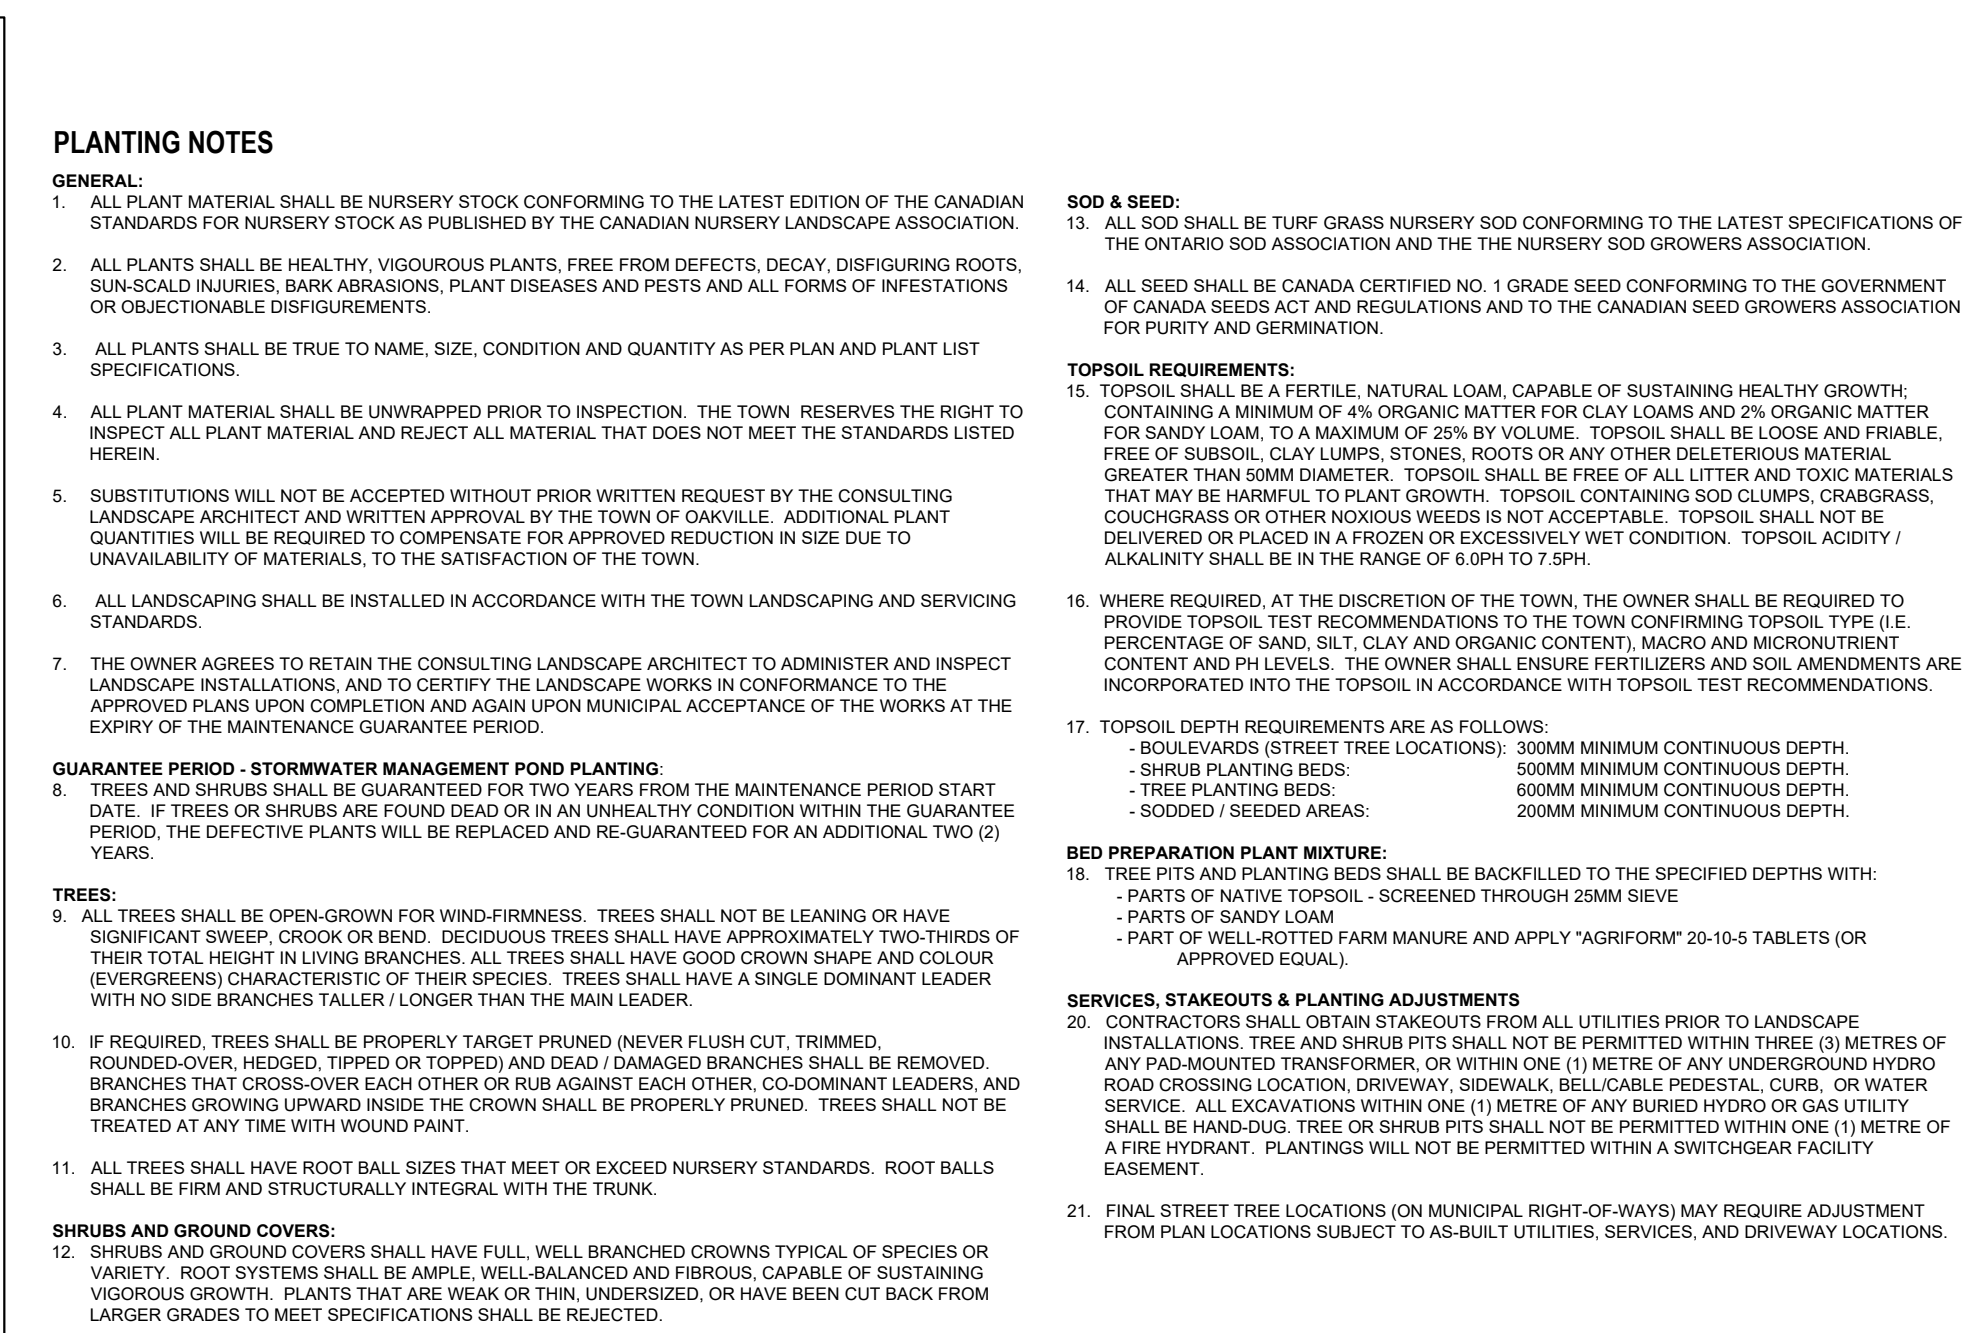 PLANTING NOTES
GENERAL:
1. ALL PLANT MATERIAL SHALL BE NURSERY STOCK CONFORMING TO THE LATEST EDITION OF THE CANADIAN
STANDARDS FOR NURSERY STOCK AS PUBLISHED BY THE CANADIAN NURSERY LANDSCAPE ASSOCIATION.
2. ALL PLANTS SHALL BE HEALTHY, VIGOUROUS PLANTS, FREE FROM DEFECTS, DECAY, DISFIGURING ROOTS,
SUN-SCALD INJURIES, BARK ABRASIONS, PLANT DISEASES AND PESTS AND ALL FORMS OF INFESTATIONS
OR OBJECTIONABLE DISFIGUREMENTS.
3. ALL PLANTS SHALL BE TRUE TO NAME, SIZE, CONDITION AND QUANTITY AS PER PLAN AND PLANT LIST
SPECIFICATIONS.
4. ALL PLANT MATERIAL SHALL BE UNWRAPPED PRIOR TO INSPECTION. THE TOWN RESERVES THE RIGHT TO
INSPECT ALL PLANT MATERIAL AND REJECT ALL MATERIAL THAT DOES NOT MEET THE STANDARDS LISTED
HEREIN.
5. SUBSTITUTIONS WILL NOT BE ACCEPTED WITHOUT PRIOR WRITTEN REQUEST BY THE CONSULTING
LANDSCAPE ARCHITECT AND WRITTEN APPROVAL BY THE TOWN OF OAKVILLE. ADDITIONAL PLANT
QUANTITIES WILL BE REQUIRED TO COMPENSATE FOR APPROVED REDUCTION IN SIZE DUE TO
UNAVAILABILITY OF MATERIALS, TO THE SATISFACTION OF THE TOWN.
6. ALL LANDSCAPING SHALL BE INSTALLED IN ACCORDANCE WITH THE TOWN LANDSCAPING AND SERVICING
STANDARDS.
7. THE OWNER AGREES TO RETAIN THE CONSULTING LANDSCAPE ARCHITECT TO ADMINISTER AND INSPECT
LANDSCAPE INSTALLATIONS, AND TO CERTIFY THE LANDSCAPE WORKS IN CONFORMANCE TO THE
APPROVED PLANS UPON COMPLETION AND AGAIN UPON MUNICIPAL ACCEPTANCE OF THE WORKS AT THE
EXPIRY OF THE MAINTENANCE GUARANTEE PERIOD.
GUARANTEE PERIOD - STORMWATER MANAGEMENT POND PLANTING:
8. TREES AND SHRUBS SHALL BE GUARANTEED FOR TWO YEARS FROM THE MAINTENANCE PERIOD START
DATE. IF TREES OR SHRUBS ARE FOUND DEAD OR IN AN UNHEALTHY CONDITION WITHIN THE GUARANTEE
PERIOD, THE DEFECTIVE PLANTS WILL BE REPLACED AND RE-GUARANTEED FOR AN ADDITIONAL TWO (2)
YEARS.
TREES:
9. ALL TREES SHALL BE OPEN-GROWN FOR WIND-FIRMNESS. TREES SHALL NOT BE LEANING OR HAVE
SIGNIFICANT SWEEP, CROOK OR BEND. DECIDUOUS TREES SHALL HAVE APPROXIMATELY TWO-THIRDS OF
THEIR TOTAL HEIGHT IN LIVING BRANCHES. ALL TREES SHALL HAVE GOOD CROWN SHAPE AND COLOUR
(EVERGREENS) CHARACTERISTIC OF THEIR SPECIES. TREES SHALL HAVE A SINGLE DOMINANT LEADER
WITH NO SIDE BRANCHES TALLER / LONGER THAN THE MAIN LEADER.
10. IF REQUIRED, TREES SHALL BE PROPERLY TARGET PRUNED (NEVER FLUSH CUT, TRIMMED,
ROUNDED-OVER, HEDGED, TIPPED OR TOPPED) AND DEAD / DAMAGED BRANCHES SHALL BE REMOVED.
BRANCHES THAT CROSS-OVER EACH OTHER OR RUB AGAINST EACH OTHER, CO-DOMINANT LEADERS, AND
BRANCHES GROWING UPWARD INSIDE THE CROWN SHALL BE PROPERLY PRUNED. TREES SHALL NOT BE
TREATED AT ANY TIME WITH WOUND PAINT.
11. ALL TREES SHALL HAVE ROOT BALL SIZES THAT MEET OR EXCEED NURSERY STANDARDS. ROOT BALLS
SHALL BE FIRM AND STRUCTURALLY INTEGRAL WITH THE TRUNK.
SHRUBS AND GROUND COVERS:
12. SHRUBS AND GROUND COVERS SHALL HAVE FULL, WELL BRANCHED CROWNS TYPICAL OF SPECIES OR
VARIETY. ROOT SYSTEMS SHALL BE AMPLE, WELL-BALANCED AND FIBROUS, CAPABLE OF SUSTAINING
VIGOROUS GROWTH. PLANTS THAT ARE WEAK OR THIN, UNDERSIZED, OR HAVE BEEN CUT BACK FROM
LARGER GRADES TO MEET SPECIFICATIONS SHALL BE REJECTED.
SOD & SEED:
13. ALL SOD SHALL BE TURF GRASS NURSERY SOD CONFORMING TO THE LATEST SPECIFICATIONS OF
THE ONTARIO SOD ASSOCIATION AND THE THE NURSERY SOD GROWERS ASSOCIATION.
14. ALL SEED SHALL BE CANADA CERTIFIED NO. 1 GRADE SEED CONFORMING TO THE GOVERNMENT
OF CANADA SEEDS ACT AND REGULATIONS AND TO THE CANADIAN SEED GROWERS ASSOCIATION
FOR PURITY AND GERMINATION.
TOPSOIL REQUIREMENTS:
15. TOPSOIL SHALL BE A FERTILE, NATURAL LOAM, CAPABLE OF SUSTAINING HEALTHY GROWTH;
CONTAINING A MINIMUM OF 4% ORGANIC MATTER FOR CLAY LOAMS AND 2% ORGANIC MATTER
FOR SANDY LOAM, TO A MAXIMUM OF 25% BY VOLUME. TOPSOIL SHALL BE LOOSE AND FRIABLE,
FREE OF SUBSOIL, CLAY LUMPS, STONES, ROOTS OR ANY OTHER DELETERIOUS MATERIAL
GREATER THAN 50MM DIAMETER. TOPSOIL SHALL BE FREE OF ALL LITTER AND TOXIC MATERIALS
THAT MAY BE HARMFUL TO PLANT GROWTH. TOPSOIL CONTAINING SOD CLUMPS, CRABGRASS,
COUCHGRASS OR OTHER NOXIOUS WEEDS IS NOT ACCEPTABLE. TOPSOIL SHALL NOT BE
DELIVERED OR PLACED IN A FROZEN OR EXCESSIVELY WET CONDITION. TOPSOIL ACIDITY /
ALKALINITY SHALL BE IN THE RANGE OF 6.0PH TO 7.5PH.
16. WHERE REQUIRED, AT THE DISCRETION OF THE TOWN, THE OWNER SHALL BE REQUIRED TO
PROVIDE TOPSOIL TEST RECOMMENDATIONS TO THE TOWN CONFIRMING TOPSOIL TYPE (I.E.
PERCENTAGE OF SAND, SILT, CLAY AND ORGANIC CONTENT), MACRO AND MICRONUTRIENT
CONTENT AND PH LEVELS. THE OWNER SHALL ENSURE FERTILIZERS AND SOIL AMENDMENTS ARE
INCORPORATED INTO THE TOPSOIL IN ACCORDANCE WITH TOPSOIL TEST RECOMMENDATIONS.
17. TOPSOIL DEPTH REQUIREMENTS ARE AS FOLLOWS:
- BOULEVARDS (STREET TREE LOCATIONS): 300MM MINIMUM CONTINUOUS DEPTH.
- SHRUB PLANTING BEDS: 500MM MINIMUM CONTINUOUS DEPTH.
- TREE PLANTING BEDS: 600MM MINIMUM CONTINUOUS DEPTH.
- SODDED / SEEDED AREAS: 200MM MINIMUM CONTINUOUS DEPTH.
BED PREPARATION PLANT MIXTURE:
18. TREE PITS AND PLANTING BEDS SHALL BE BACKFILLED TO THE SPECIFIED DEPTHS WITH:
- PARTS OF NATIVE TOPSOIL - SCREENED THROUGH 25MM SIEVE
- PARTS OF SANDY LOAM
- PART OF WELL-ROTTED FARM MANURE AND APPLY "AGRIFORM" 20-10-5 TABLETS (OR
APPROVED EQUAL).
SERVICES, STAKEOUTS & PLANTING ADJUSTMENTS
20. CONTRACTORS SHALL OBTAIN STAKEOUTS FROM ALL UTILITIES PRIOR TO LANDSCAPE
INSTALLATIONS. TREE AND SHRUB PITS SHALL NOT BE PERMITTED WITHIN THREE (3) METRES OF
ANY PAD-MOUNTED TRANSFORMER, OR WITHIN ONE (1) METRE OF ANY UNDERGROUND HYDRO
ROAD CROSSING LOCATION, DRIVEWAY, SIDEWALK, BELL/CABLE PEDESTAL, CURB, OR WATER
SERVICE. ALL EXCAVATIONS WITHIN ONE (1) METRE OF ANY BURIED HYDRO OR GAS UTILITY
SHALL BE HAND-DUG. TREE OR SHRUB PITS SHALL NOT BE PERMITTED WITHIN ONE (1) METRE OF
A FIRE HYDRANT. PLANTINGS WILL NOT BE PERMITTED WITHIN A SWITCHGEAR FACILITY
EASEMENT.
21. FINAL STREET TREE LOCATIONS (ON MUNICIPAL RIGHT-OF-WAYS) MAY REQUIRE ADJUSTMENT
FROM PLAN LOCATIONS SUBJECT TO AS-BUILT UTILITIES, SERVICES, AND DRIVEWAY LOCATIONS.